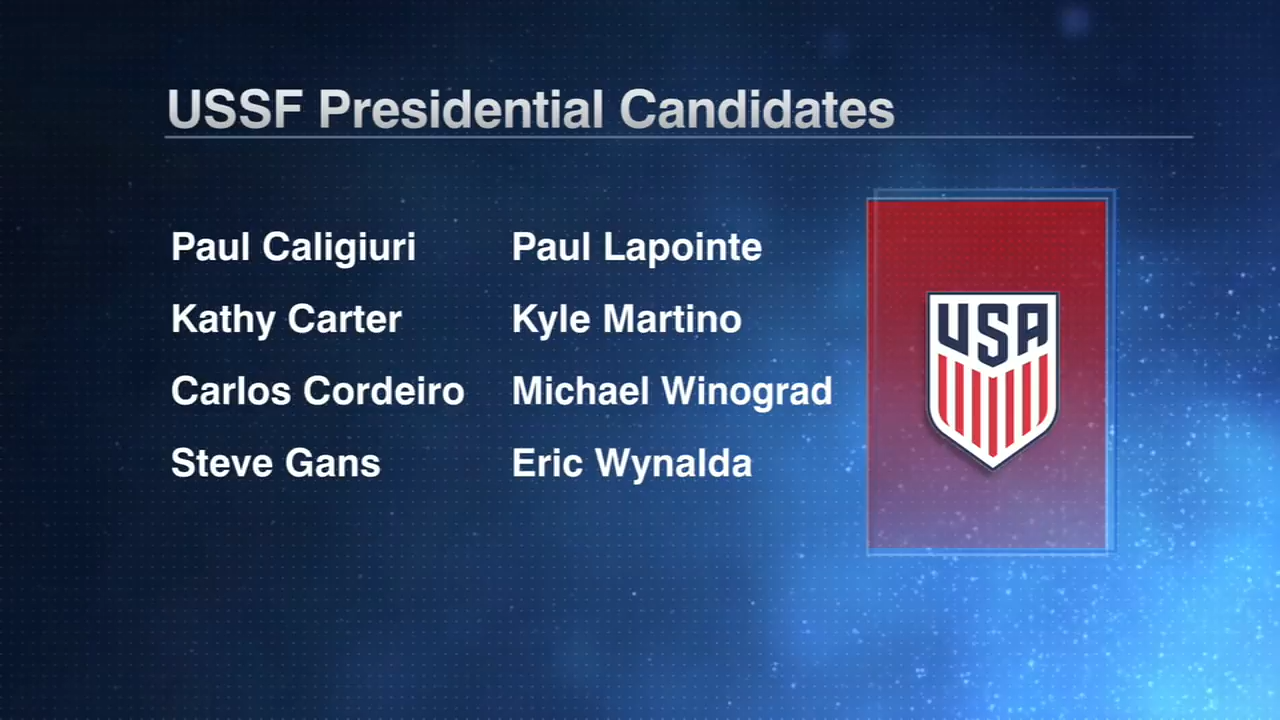 USSF Presidential Candidates
Paul Caligiuri
Kathy Carter
Carlos Cordeiro
Steve Gans
Paul Lapointe
Kyle Martino
Michael Winograd
Eric Wynalda
USA